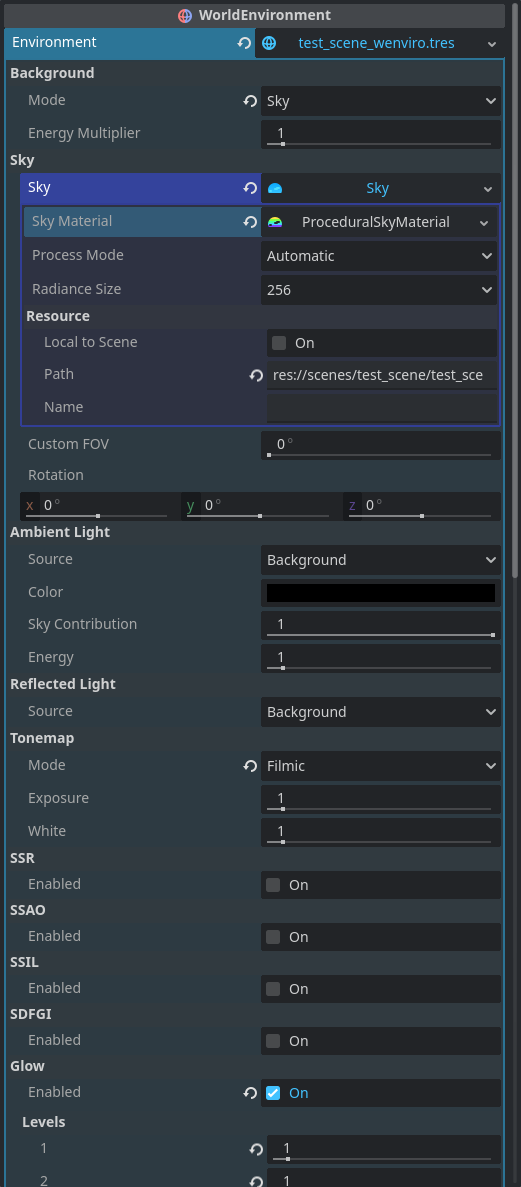 WorldEnvironment
Environment test_scene_wenviro.tres
Background
Mode Sky
Energy Multiplier 1
Sky
Sky Sky
Sky Material ProceduralSkyMaterial
Process Mode Automatic
Radiance Size 256
Resource
Local to Scene On
Path res://scenes/test_scene/test_sce
Name
Custom FOV 0 °
Rotation
x 0 ° y 0 ° z 0 °
Ambient Light
Source Background
Color
Sky Contribution 1
Energy 1
Reflected Light
Source Background
Tonemap
Mode Filmic
Exposure 1
White 1
SSR
Enabled On
SSAO
Enabled On
SSIL
Enabled On
SDFGI
Enabled On
Glow
Enabled On
Levels
1 1
2 1